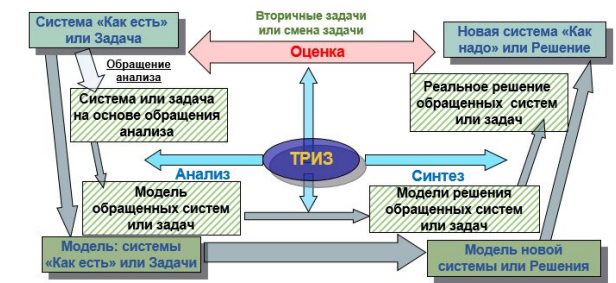 Система «Как есть»
или Задача
Вторичные задачи
или смена задачи
Оценка
Новая система «Как
надо» или Решение
Обращение
анализа
Система или задача
на основе обращения
анализа
Реальное решение
обращенных систем
или задач
ТРИЗ
Анализ
Синтез
Модель
обращенных систем
или задач
Модели решения
обращенных систем
или задач
Модель: системы
«Как есть» или Задачи
Модель новой
системы или Решения